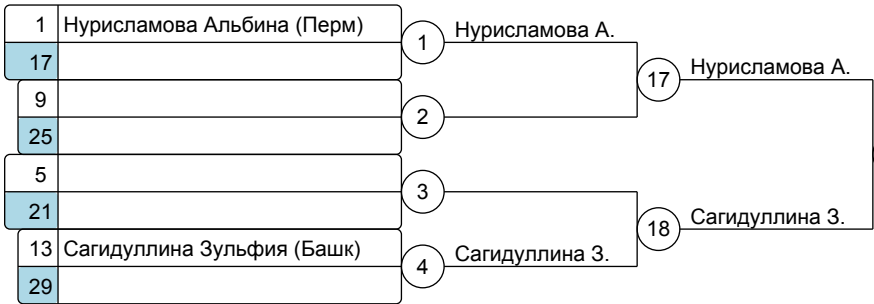 1 Нурисламова Альбина (Перм)
17
1 Нурисламова А.
9
25
2
17 Нурисламова А.
5
21
3
13 Сагидуллина Зульфия (Башк)
29
4 Сагидуллина З.
18 Сагидуллина З.